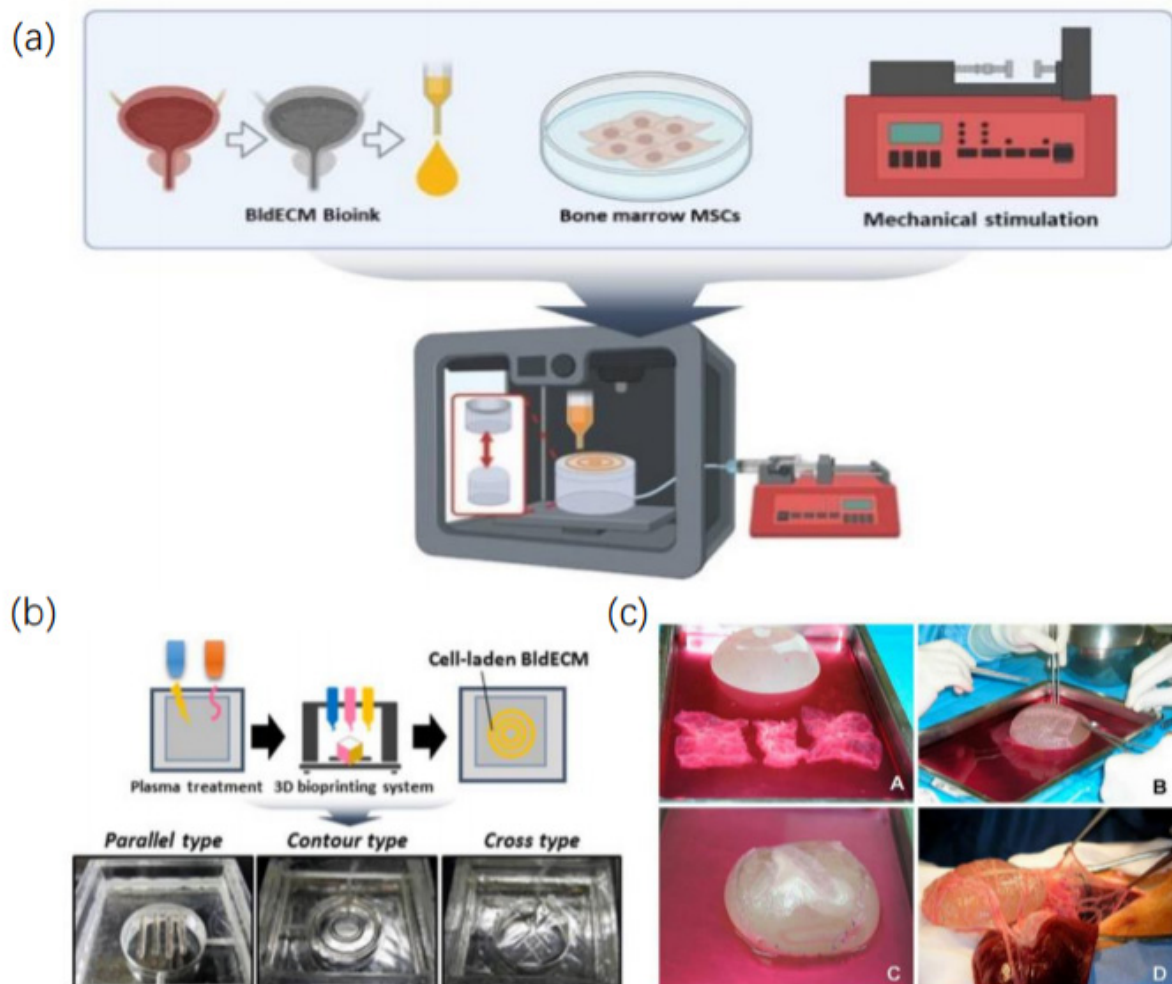 (a)
BldECM Bioink
Bone marrow MSCs
Mechanical stimulation
(b)
Cell-laden BldECM
Plasma treatment
3D bioprinting system
Parallel type
Contour type
Cross type
(c)
A
B
C
D